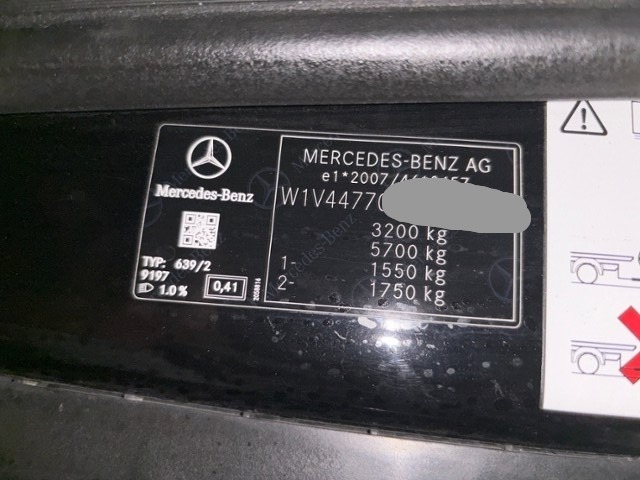 Mercedes-Benz
TYP: 639/2
9197
1.0 %
0,41
MERCEDES-BENZ AG
W1V4477
3200 kg
5700 kg
1- 1550 kg
2- 1750 kg